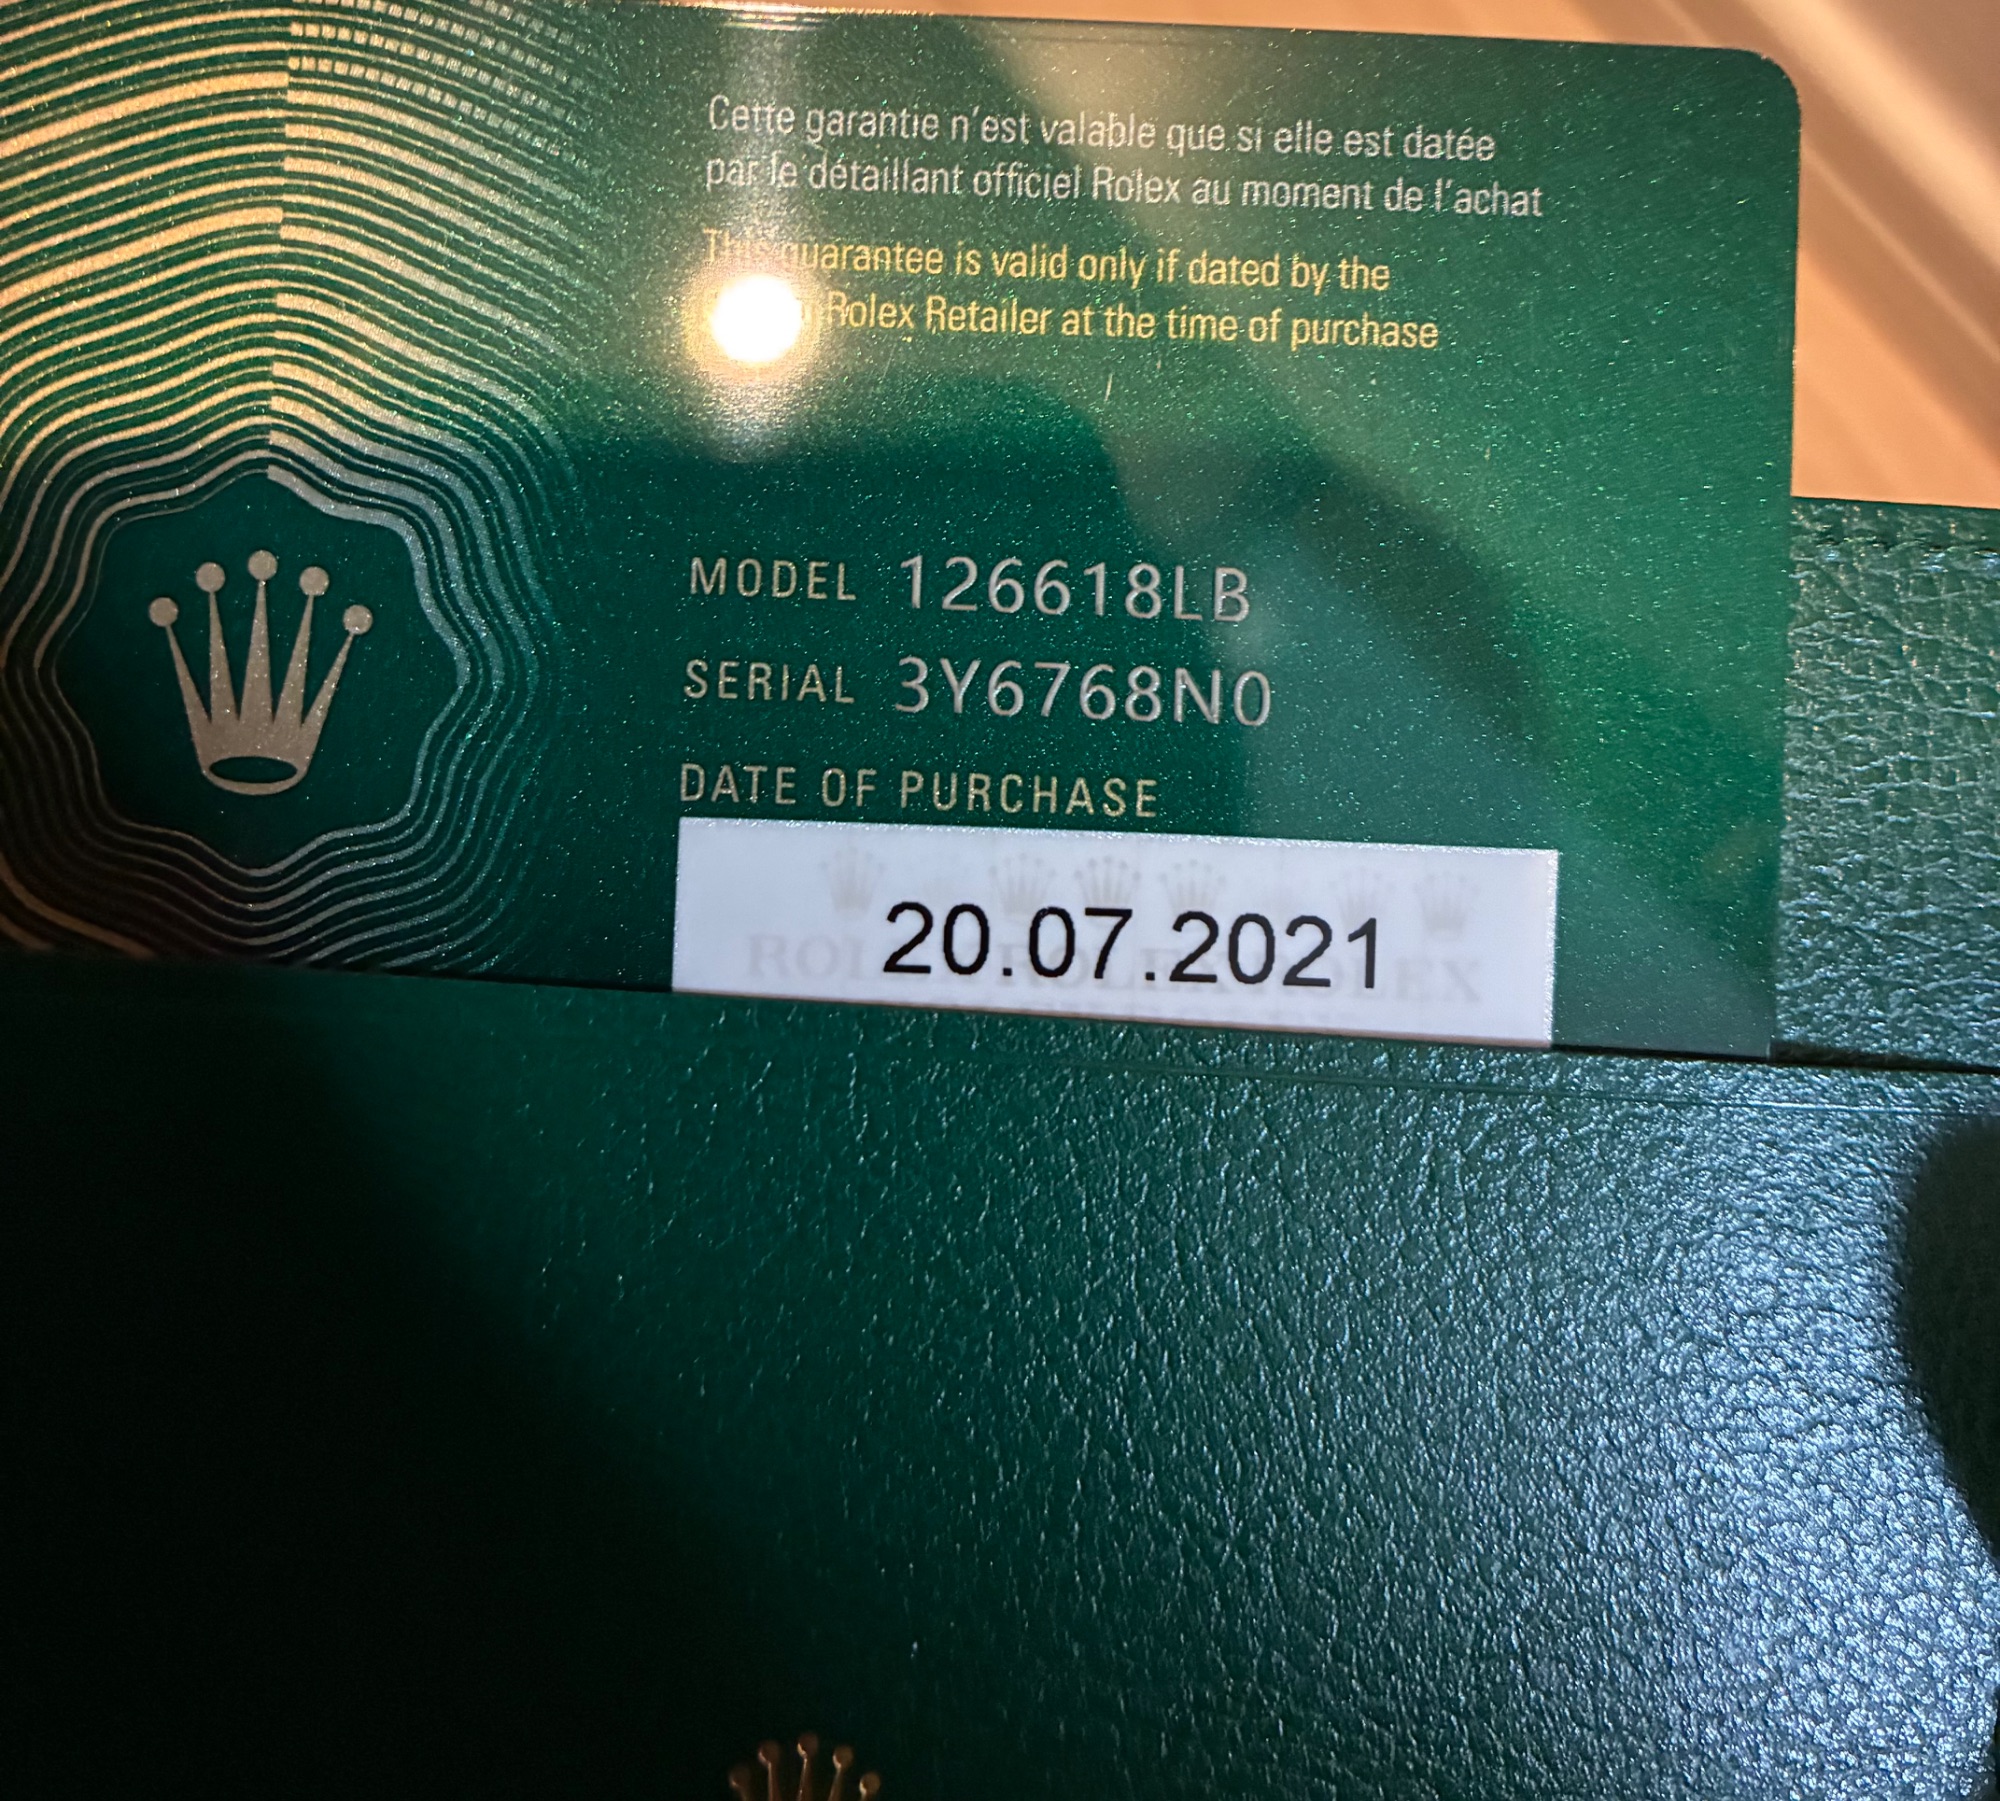 Cette garantie n'est valable que si elle est datée
par le détaillant officiel Rolex au moment de l'achat
This guarantee is valid only if dated by the
Rolex Retailer at the time of purchase
MODEL 126618LB
SERIAL 3Y6768N0
DATE OF PURCHASE
20.07.2021